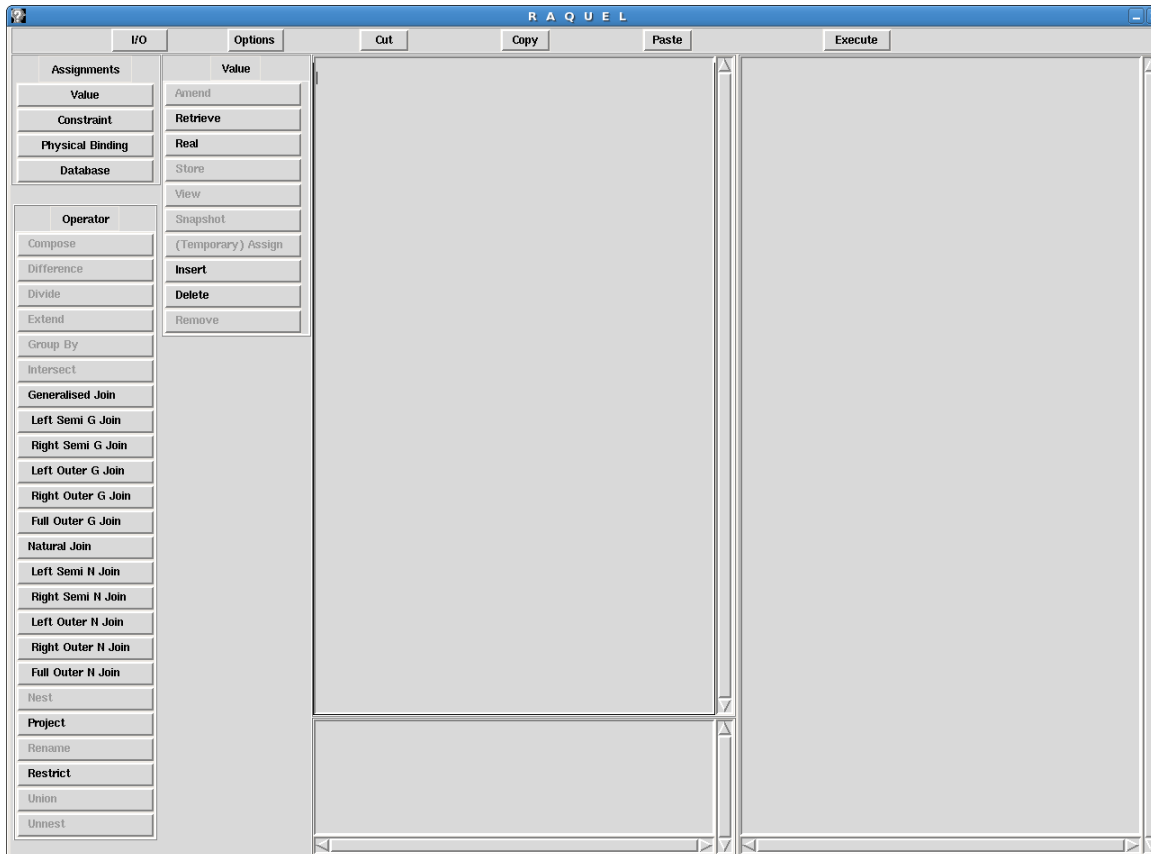 R A Q U E L
I/O Options Cut Copy Paste Execute
Assignments
Value
Constraint
Physical Binding
Database
Operator
Compose
Difference
Divide
Extend
Group By
Intersect
Generalised Join
Left Semi G Join
Right Semi G Join
Left Outer G Join
Right Outer G Join
Full Outer G Join
Natural Join
Left Semi N Join
Right Semi N Join
Left Outer N Join
Right Outer N Join
Full Outer N Join
Nest
Project
Rename
Restrict
Union
Unnest
Value
Amend
Retrieve
Real
Store
View
Snapshot
(Temporary) Assign
Insert
Delete
Remove